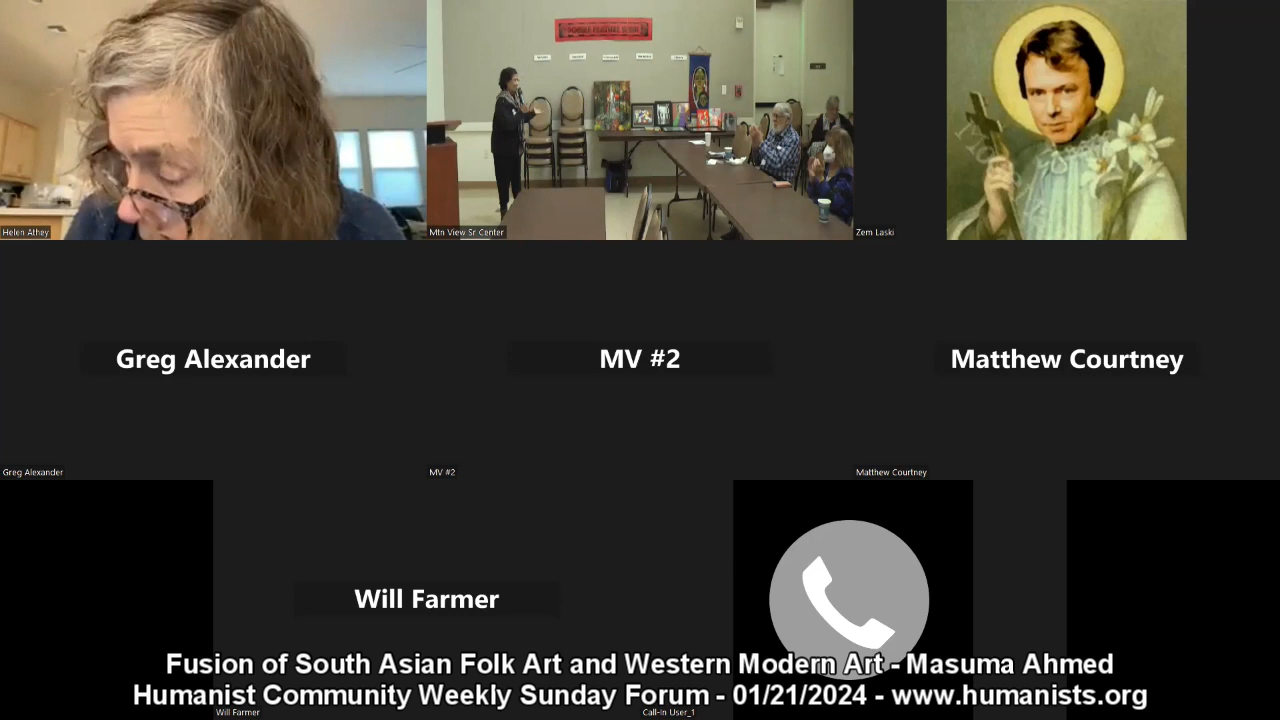 Helen Athey
Mtn View Sr Center
Zem Laski
Greg Alexander
MV #2
Matthew Courtney
Greg Alexander
MV #2
Matthew Courtney
Will Farmer
Fusion of South Asian Folk Art and Western Modern Art - Masuma Ahmed
Humanist Community Weekly Sunday Forum - 01/21/2024 - www.humanists.org
Will Farmer
Call-In User_1